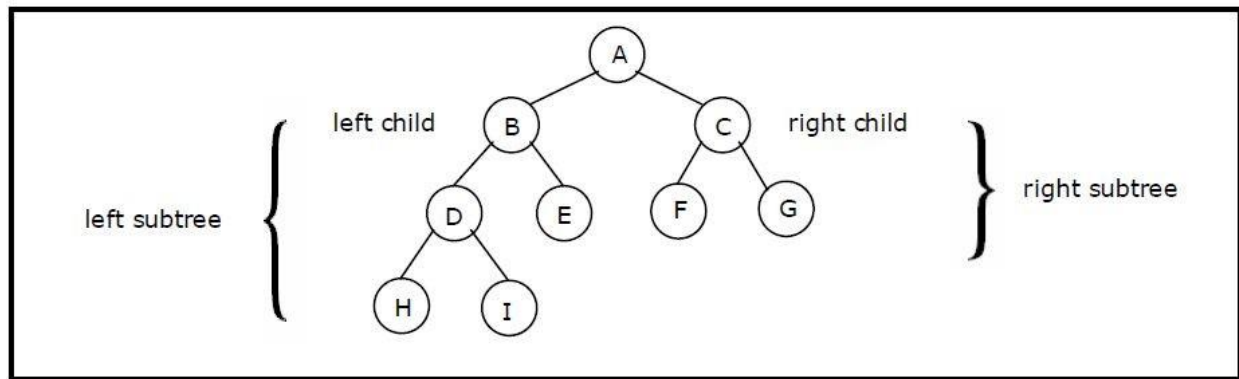 A
left child
B
C
right child
left subtree
D
E
F
G
right subtree
H
I